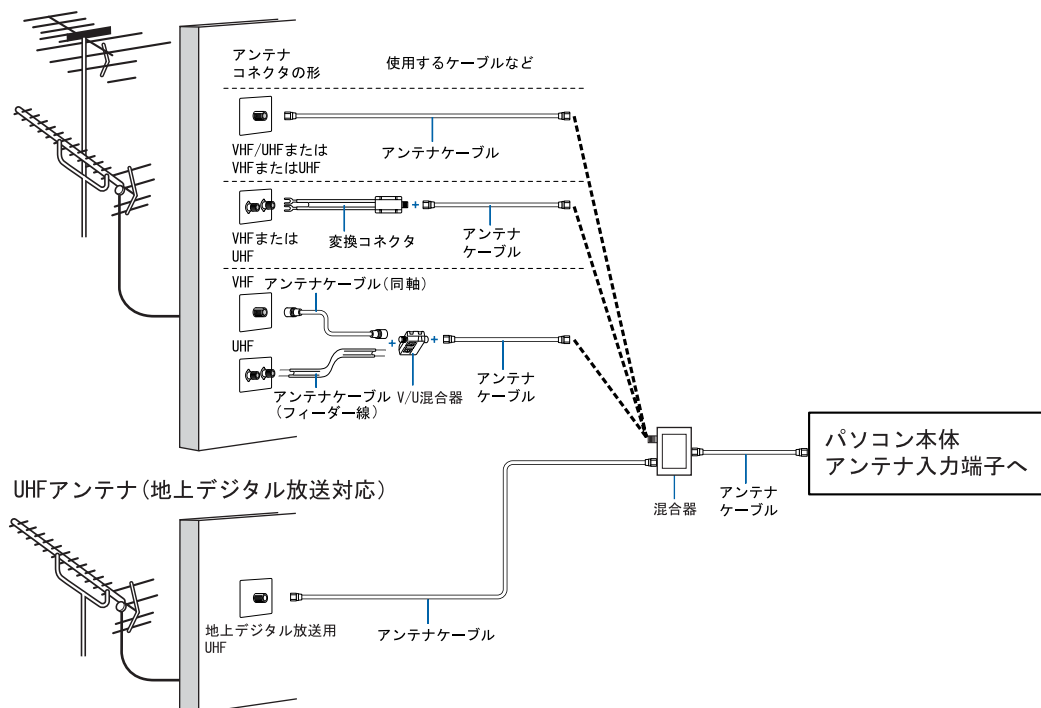 アンテナ
コネクタの形
使用するケーブルなど
VHF/UHFまたは
VHFまたはUHF
アンテナケーブル
VHFまたは
UHF
変換コネクタ
+
アンテナ
ケーブル
VHF
アンテナケーブル(同軸)
UHF
+
+
アンテナケーブル
(フィーダー線)
V/U混合器
アンテナ
ケーブル
混合器
アンテナ
ケーブル
パソコン本体
アンテナ入力端子へ
UHFアンテナ(地上デジタル放送対応)
地上デジタル放送用
UHF
アンテナケーブル